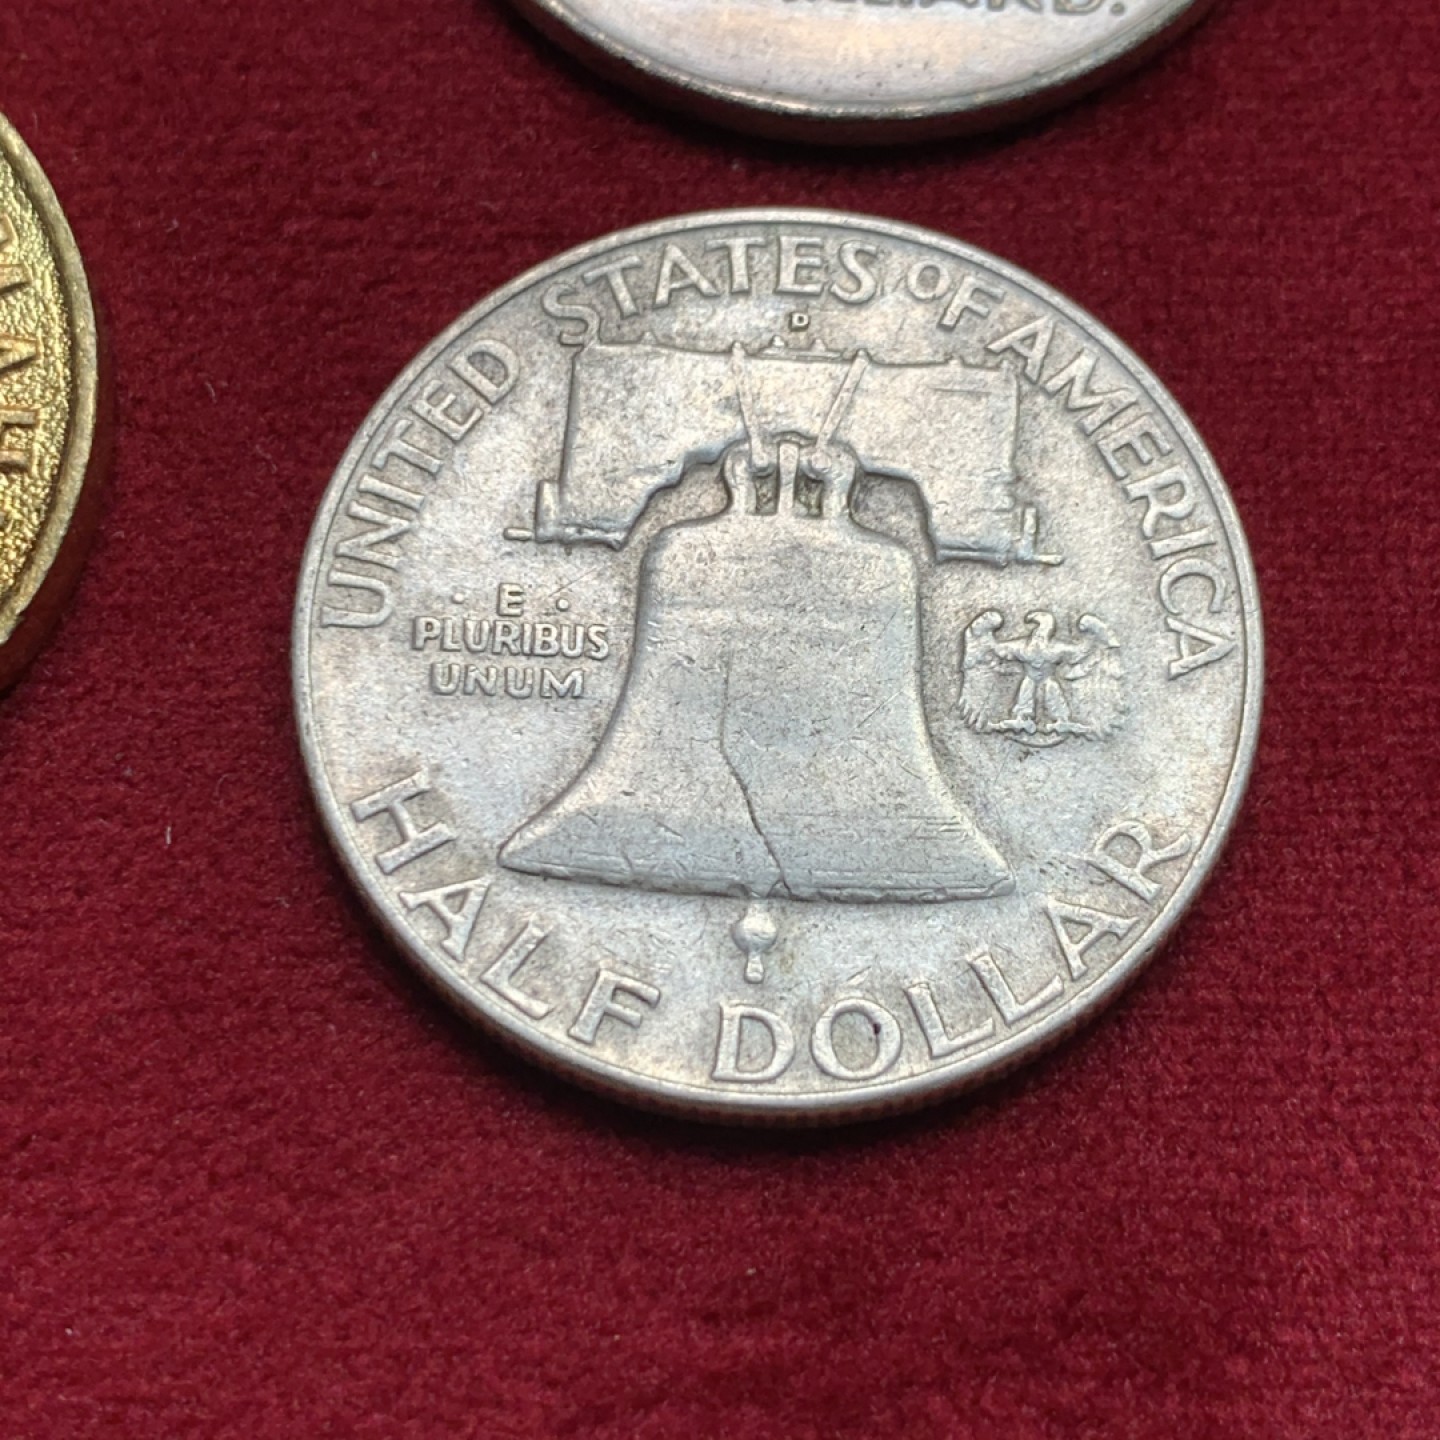 UNITED STATES OF AMERICA
D
· E ·
PLURIBUS
UNUM
HALF DOLLAR